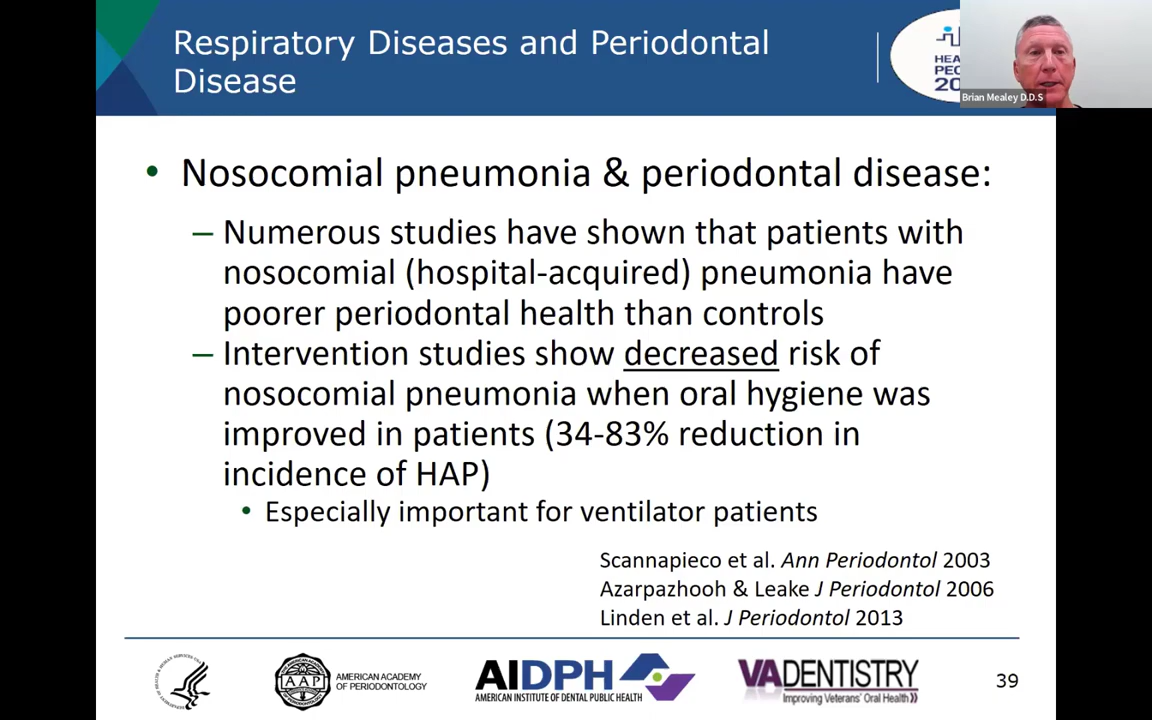 Respiratory Diseases and Periodontal
Disease
Brian Mealey D.D.S
• Nosocomial pneumonia & periodontal disease:
– Numerous studies have shown that patients with
nosocomial (hospital-acquired) pneumonia have
poorer periodontal health than controls
– Intervention studies show decreased risk of
nosocomial pneumonia when oral hygiene was
improved in patients (34-83% reduction in
incidence of HAP)
• Especially important for ventilator patients
Scannapieco et al. Ann Periodontol 2003
Azarpazhooh & Leake J Periodontol 2006
Linden et al. J Periodontol 2013
AAP
AMERICAN ACADEMY
OF PERIODONTOLOGY
AIDPH
AMERICAN INSTITUTE OF DENTAL PUBLIC HEALTH
VADENTISTRY
Improving Veterans' Oral Health
39